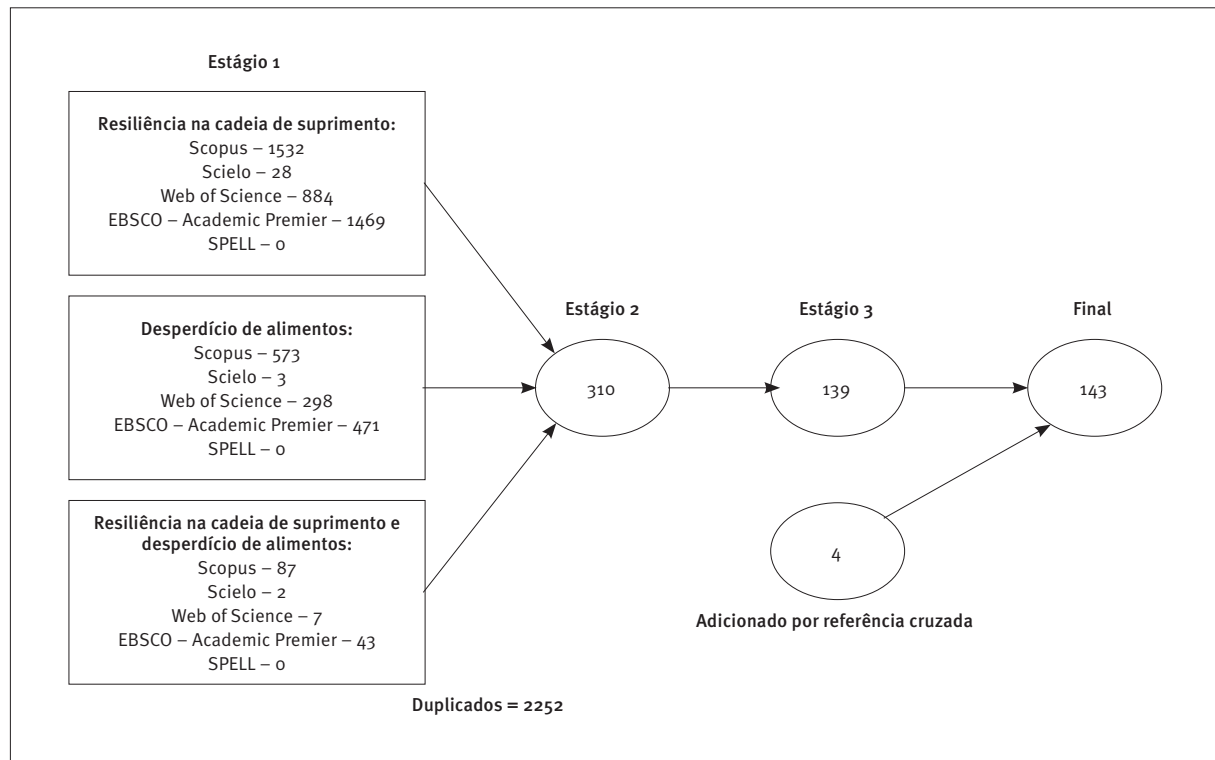 Estágio 1
Resiliência na cadeia de suprimento:
Scopus – 1532
Scielo – 28
Web of Science – 884
EBSCO – Academic Premier – 1469
SPELL – 0
Desperdício de alimentos:
Scopus – 573
Scielo – 3
Web of Science – 298
EBSCO – Academic Premier – 471
SPELL – 0
Resiliência na cadeia de suprimento e
desperdício de alimentos:
Scopus – 87
Scielo – 2
Web of Science – 7
EBSCO – Academic Premier – 43
SPELL – 0
Duplicados = 2252
Estágio 2
310
Estágio 3
139
Final
143
4
Adicionado por referência cruzada